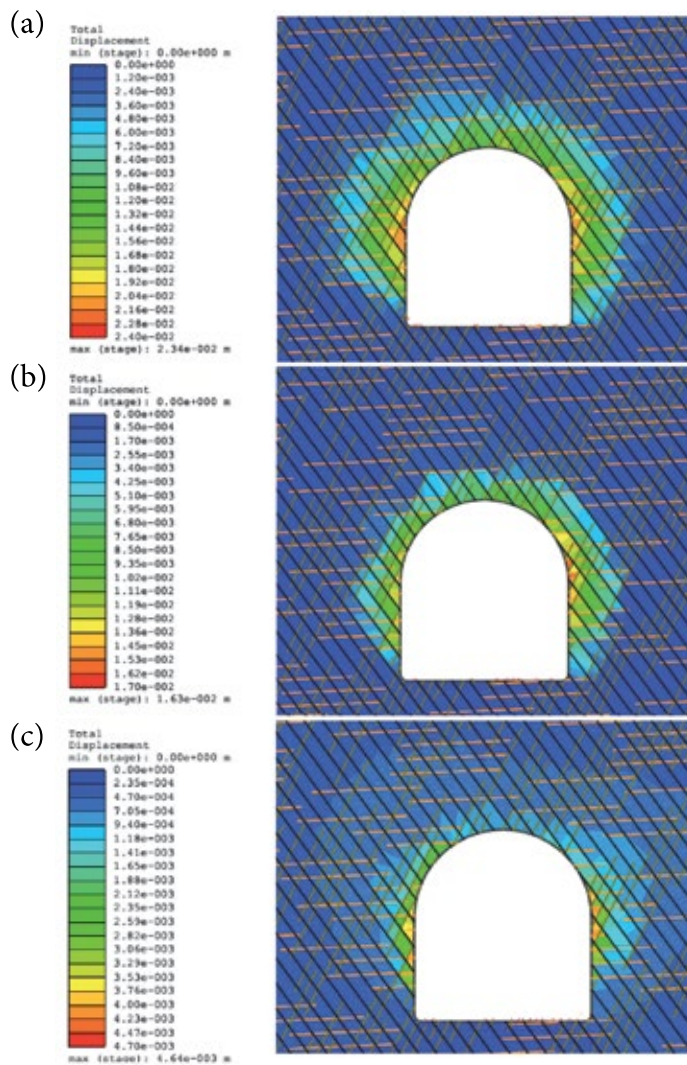 (a)
Total
Displacement
min (stage): 0.00e+000 m
0.00e+000
1.20e-003
2.40e-003
3.60e-003
4.80e-003
6.00e-003
7.20e-003
8.40e-003
9.60e-003
1.08e-002
1.20e-002
1.32e-002
1.44e-002
1.56e-002
1.68e-002
1.80e-002
1.92e-002
2.04e-002
2.16e-002
2.28e-002
2.40e-002
max (stage): 2.34e-002 m
(b)
Total
Displacement
min (stage): 0.00e+000 m
0.00e+000
8.50e-004
1.70e-003
2.55e-003
3.40e-003
4.25e-003
5.10e-003
5.95e-003
6.80e-003
7.65e-003
8.50e-003
9.35e-003
1.02e-002
1.11e-002
1.19e-002
1.28e-002
1.36e-002
1.45e-002
1.53e-002
1.62e-002
1.70e-002
max (stage): 1.63e-002 m
(c)
Total
Displacement
min (stage): 0.00e+000 m
0.00e+000
2.35e-004
4.70e-004
7.05e-004
9.40e-004
1.18e-003
1.41e-003
1.65e-003
1.88e-003
2.12e-003
2.35e-003
2.59e-003
2.82e-003
3.06e-003
3.29e-003
3.53e-003
3.76e-003
4.00e-003
4.23e-003
4.47e-003
4.70e-003
max (stage): 4.64e-003 m